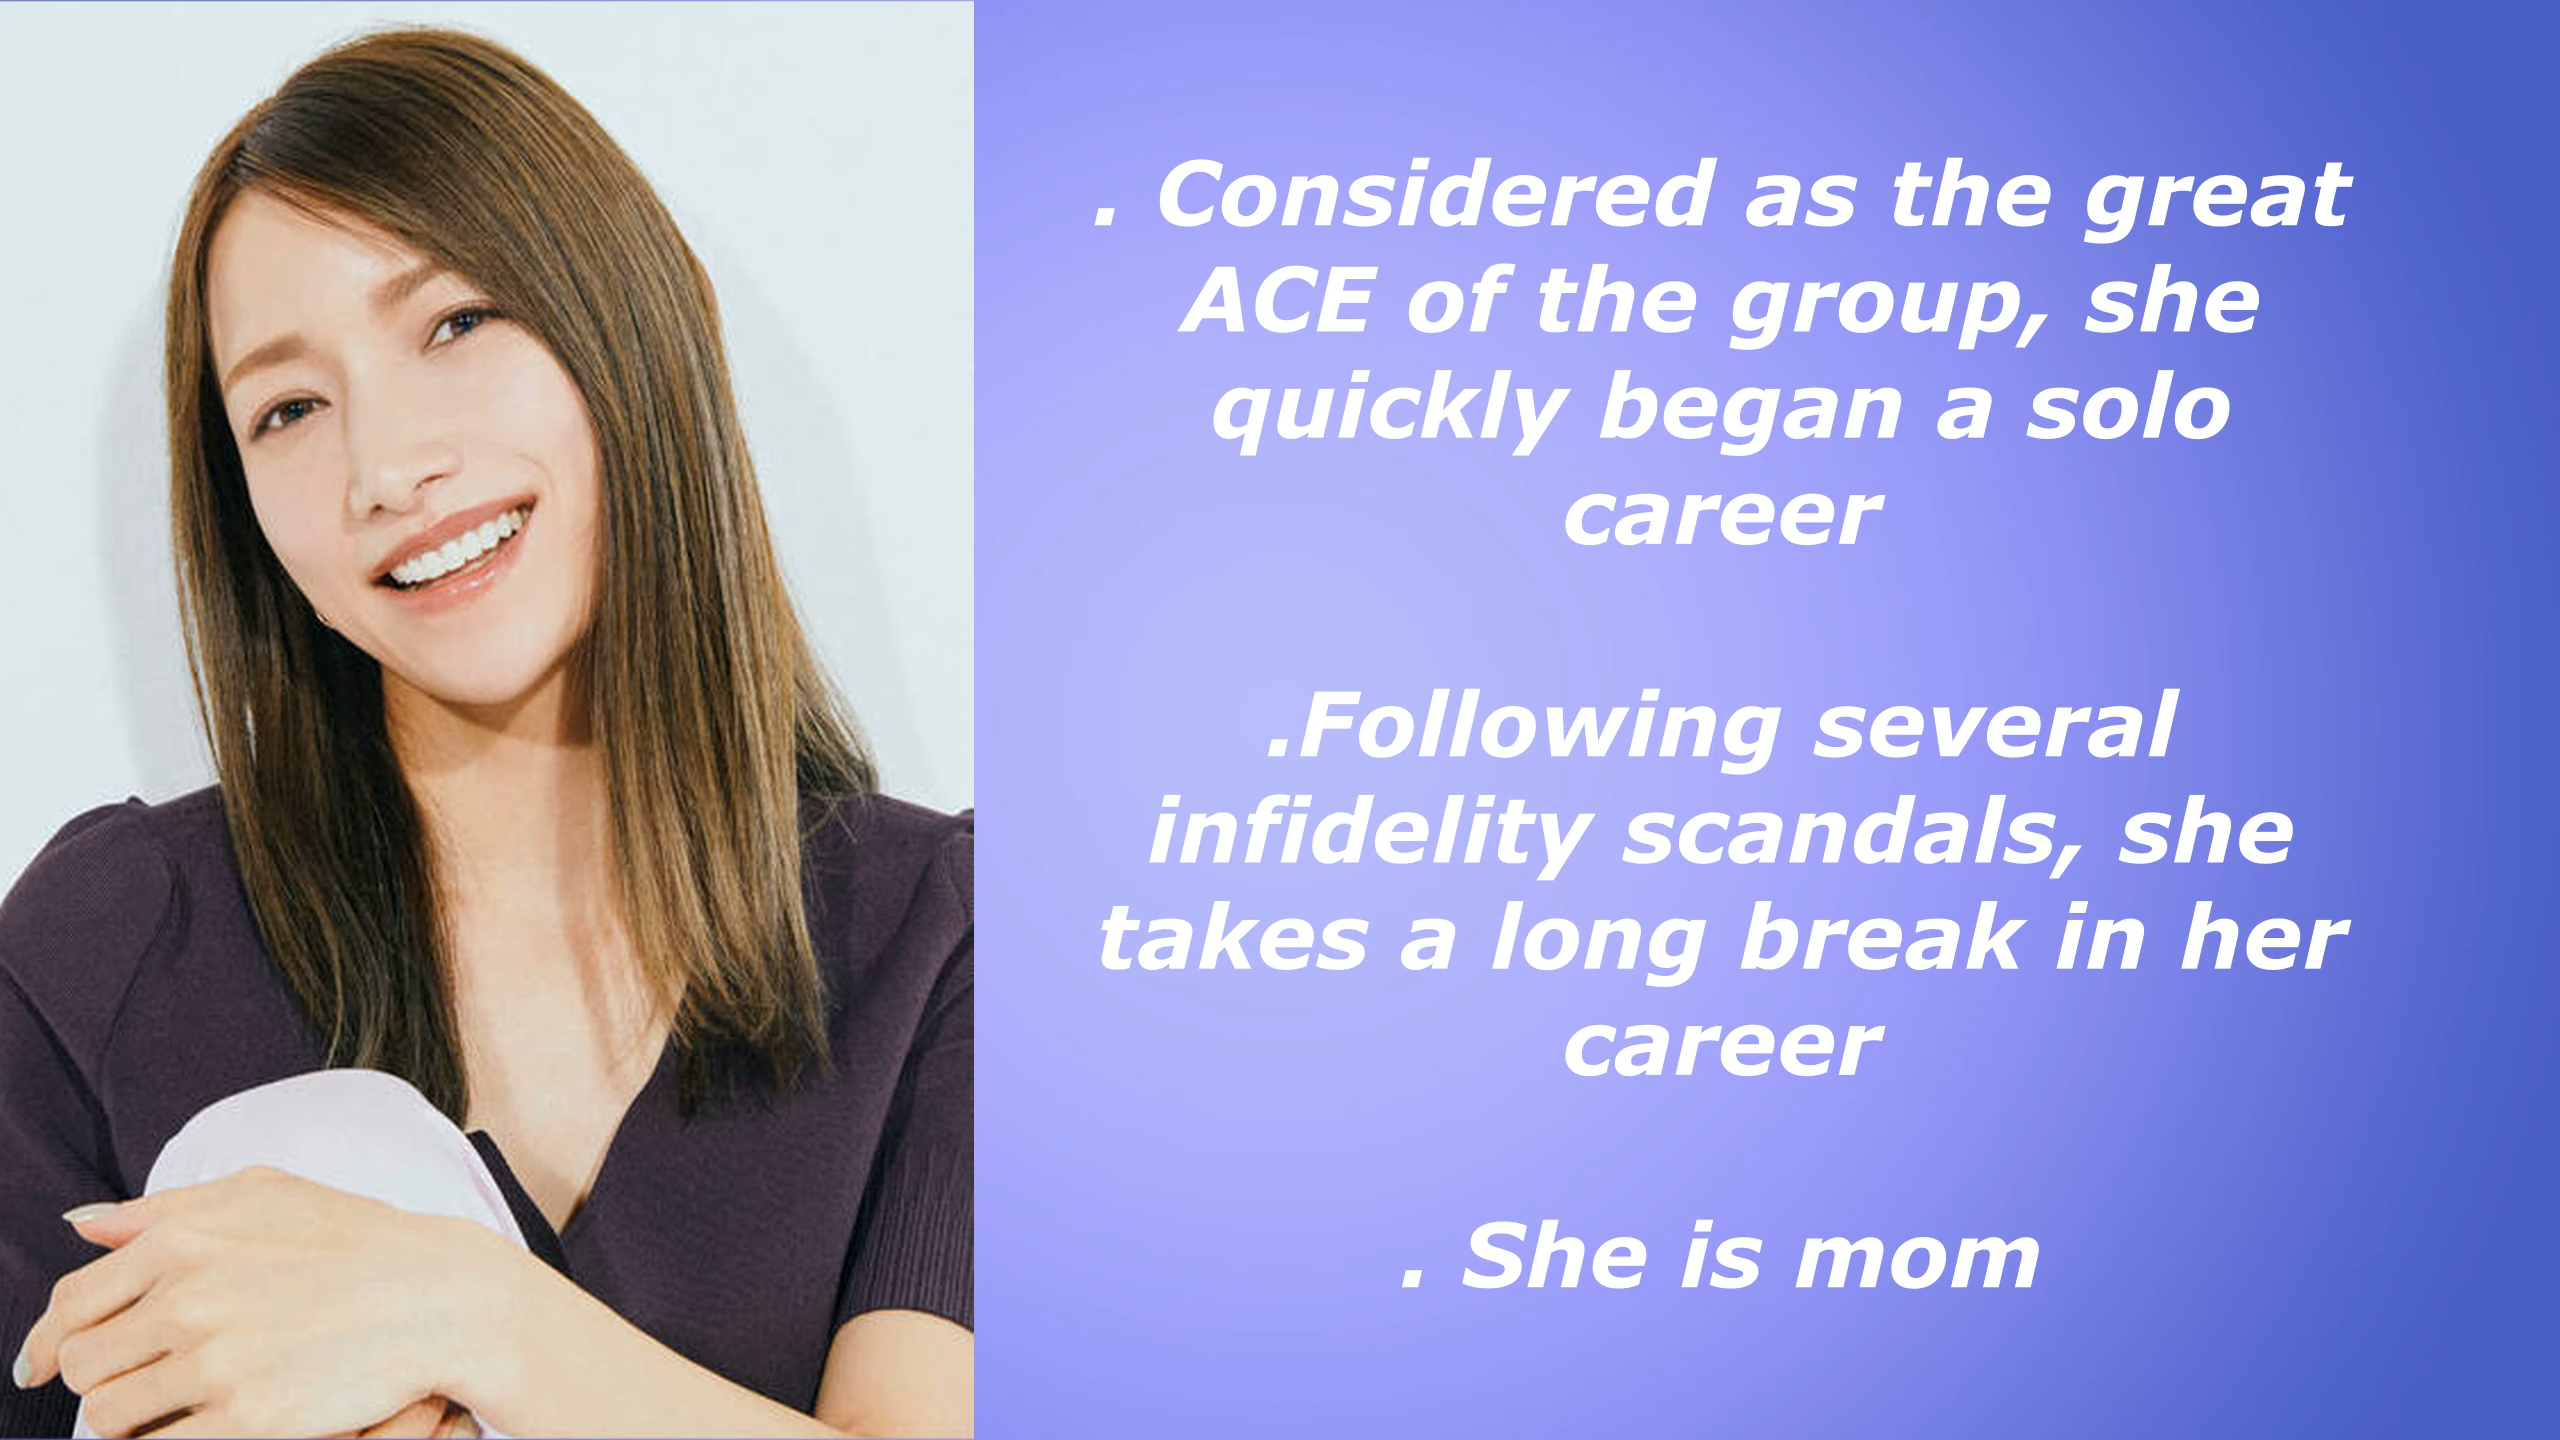 . Considered as the great
ACE of the group, she
quickly began a solo
career
.Following several
infidelity scandals, she
takes a long break in her
career
. She is mom